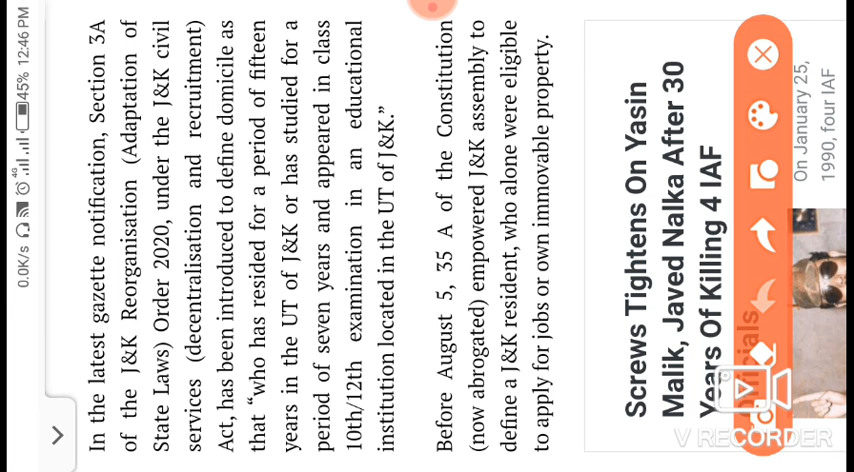 0.0K/s 4G 45% 12:46 PM
In the latest gazette notification, Section 3A
of the J&K Reorganisation (Adaptation of
State Laws) Order 2020, under the J&K civil
services (decentralisation and recruitment)
Act, has been introduced to define domicile as
that “who has resided for a period of fifteen
years in the UT of J&K or has studied for a
period of seven years and appeared in class
10th/12th examination in an educational
institution located in the UT of J&K.”
Before August 5, 35 A of the Constitution
(now abrogated) empowered J&K assembly to
define a J&K resident, who alone were eligible
to apply for jobs or own immovable property.
Screws Tightens On Yasin
Malik, Javed Nalka After 30
Years Of Killing 4 IAF
Officials
On January 25,
1990, four IAF
V RECORDER